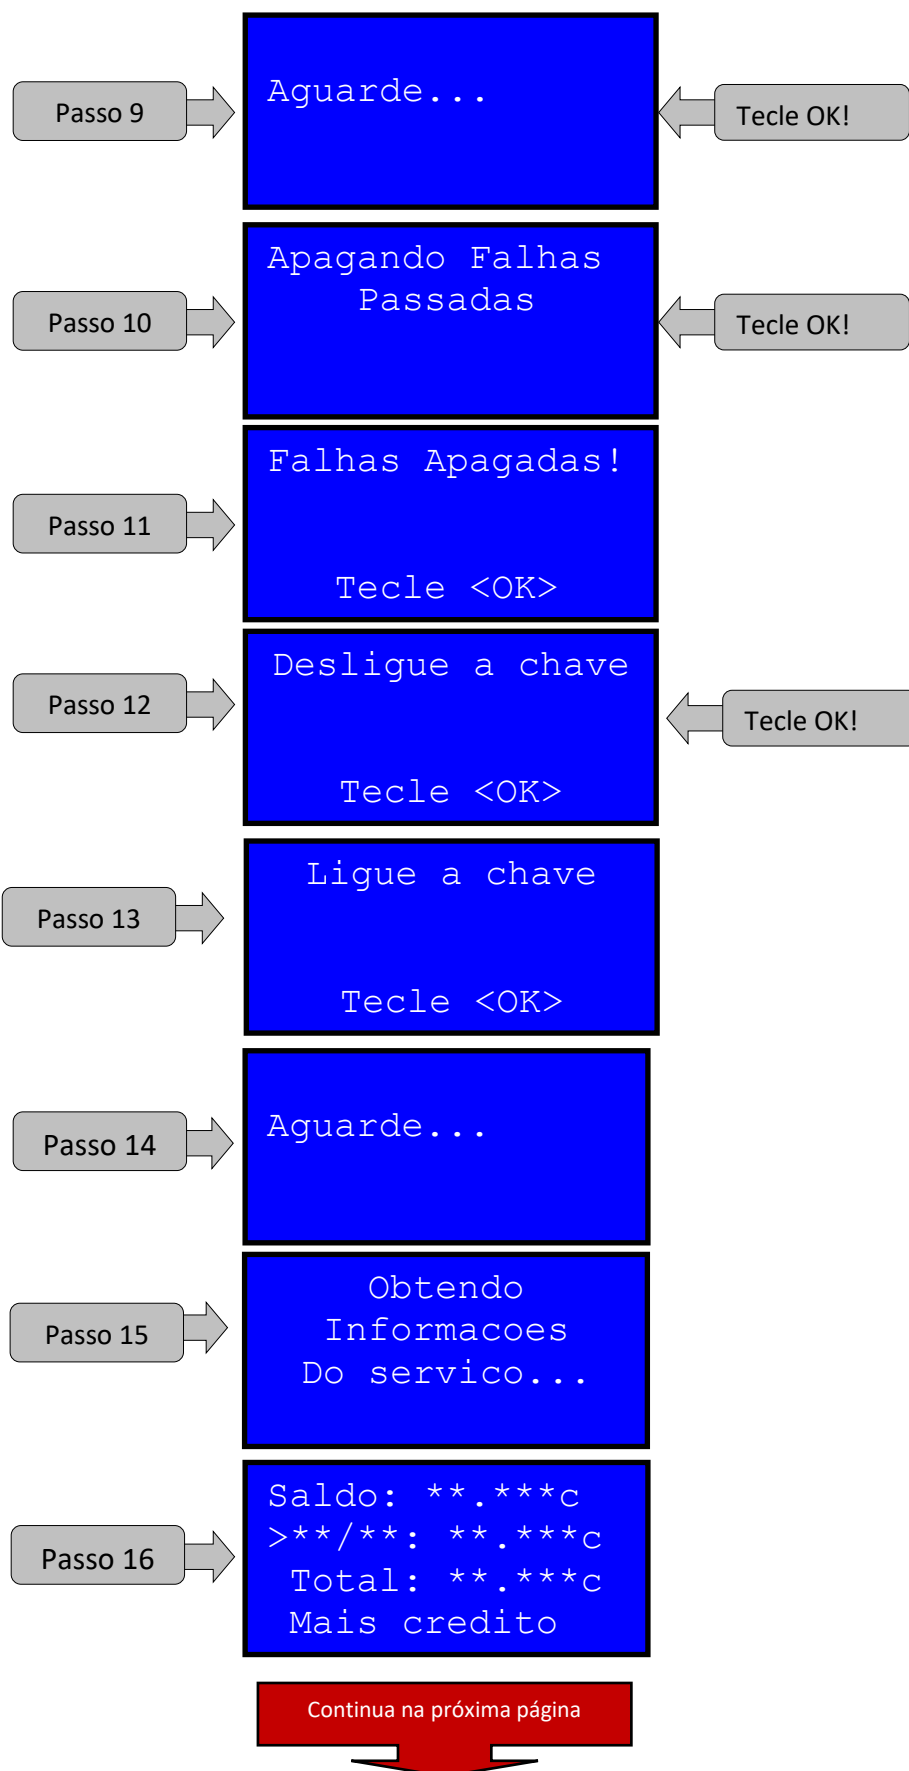 Passo 9
Aguarde...
Tecle OK!
Passo 10
Apagando Falhas
Passadas
Tecle OK!
Passo 11
Falhas Apagadas!
Tecle <OK>
Passo 12
Desligue a chave
Tecle <OK>
Tecle OK!
Passo 13
Ligue a chave
Tecle <OK>
Passo 14
Aguarde...
Passo 15
Obtendo
Informacoes
Do servico...
Passo 16
Saldo: **.***c
>**/**: **.***c
Total: **.***c
Mais credito
Continua na próxima página